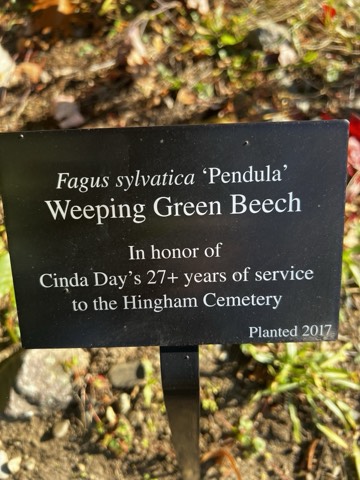 Fagus sylvatica ‘Pendula’
Weeping Green Beech
In honor of
Cinda Day's 27+ years of service
to the Hingham Cemetery
Planted 2017